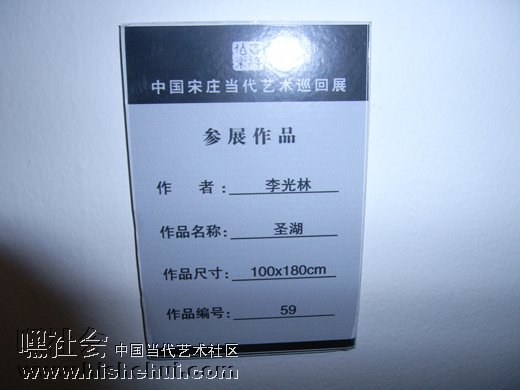 中国宋庄当代艺术巡回展
参展作品
作 者：李光林
作品名称：圣湖
作品尺寸：100x180cm
作品编号：59
嘿社会 中国当代艺术社区
www.hishehui.com